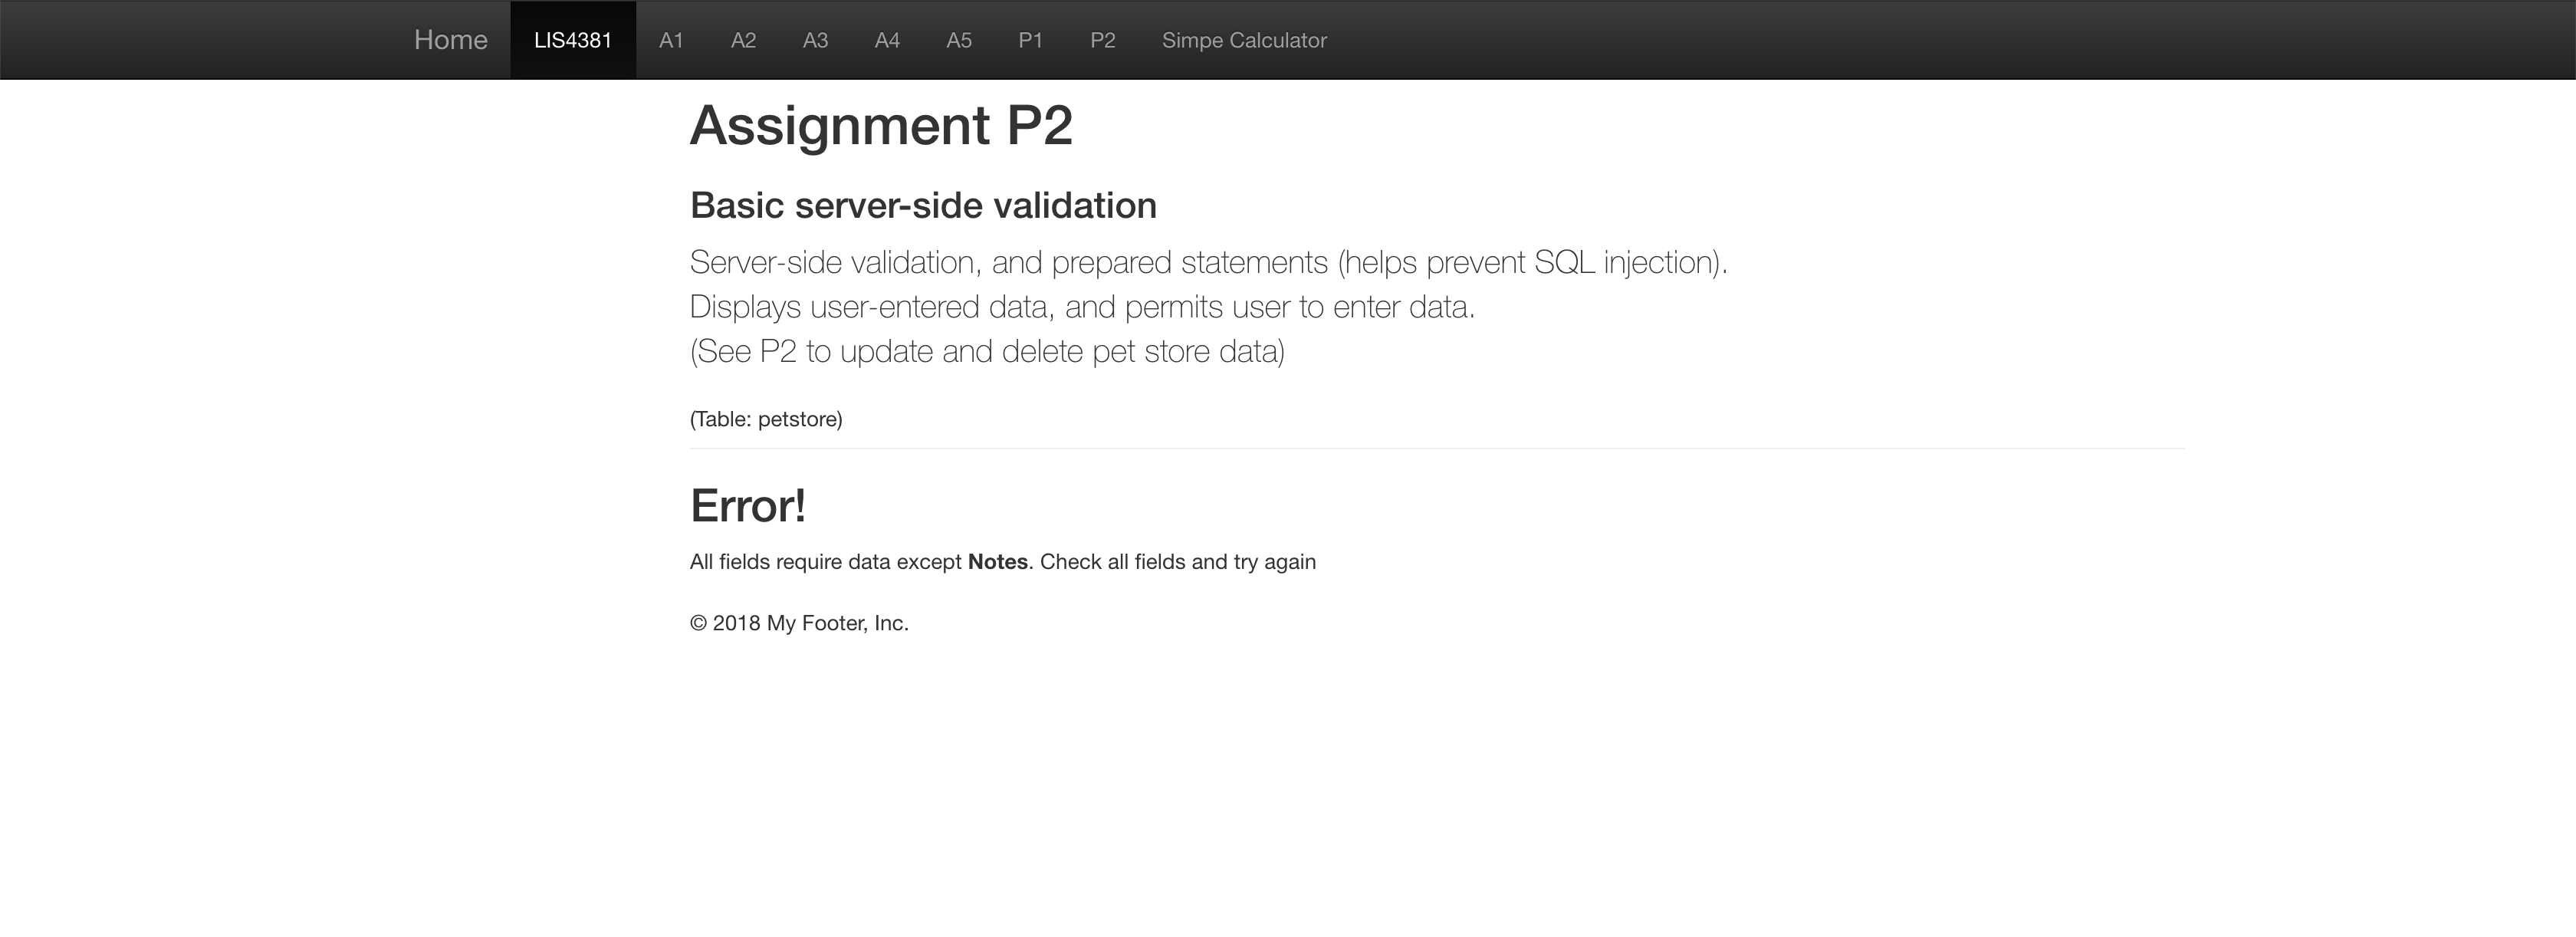 Home LIS4381 A1 A2 A3 A4 A5 P1 P2 Simpe Calculator
Assignment P2
Basic server-side validation
Server-side validation, and prepared statements (helps prevent SQL injection).
Displays user-entered data, and permits user to enter data.
(See P2 to update and delete pet store data)
(Table: petstore)
Error!
All fields require data except Notes. Check all fields and try again
© 2018 My Footer, Inc.